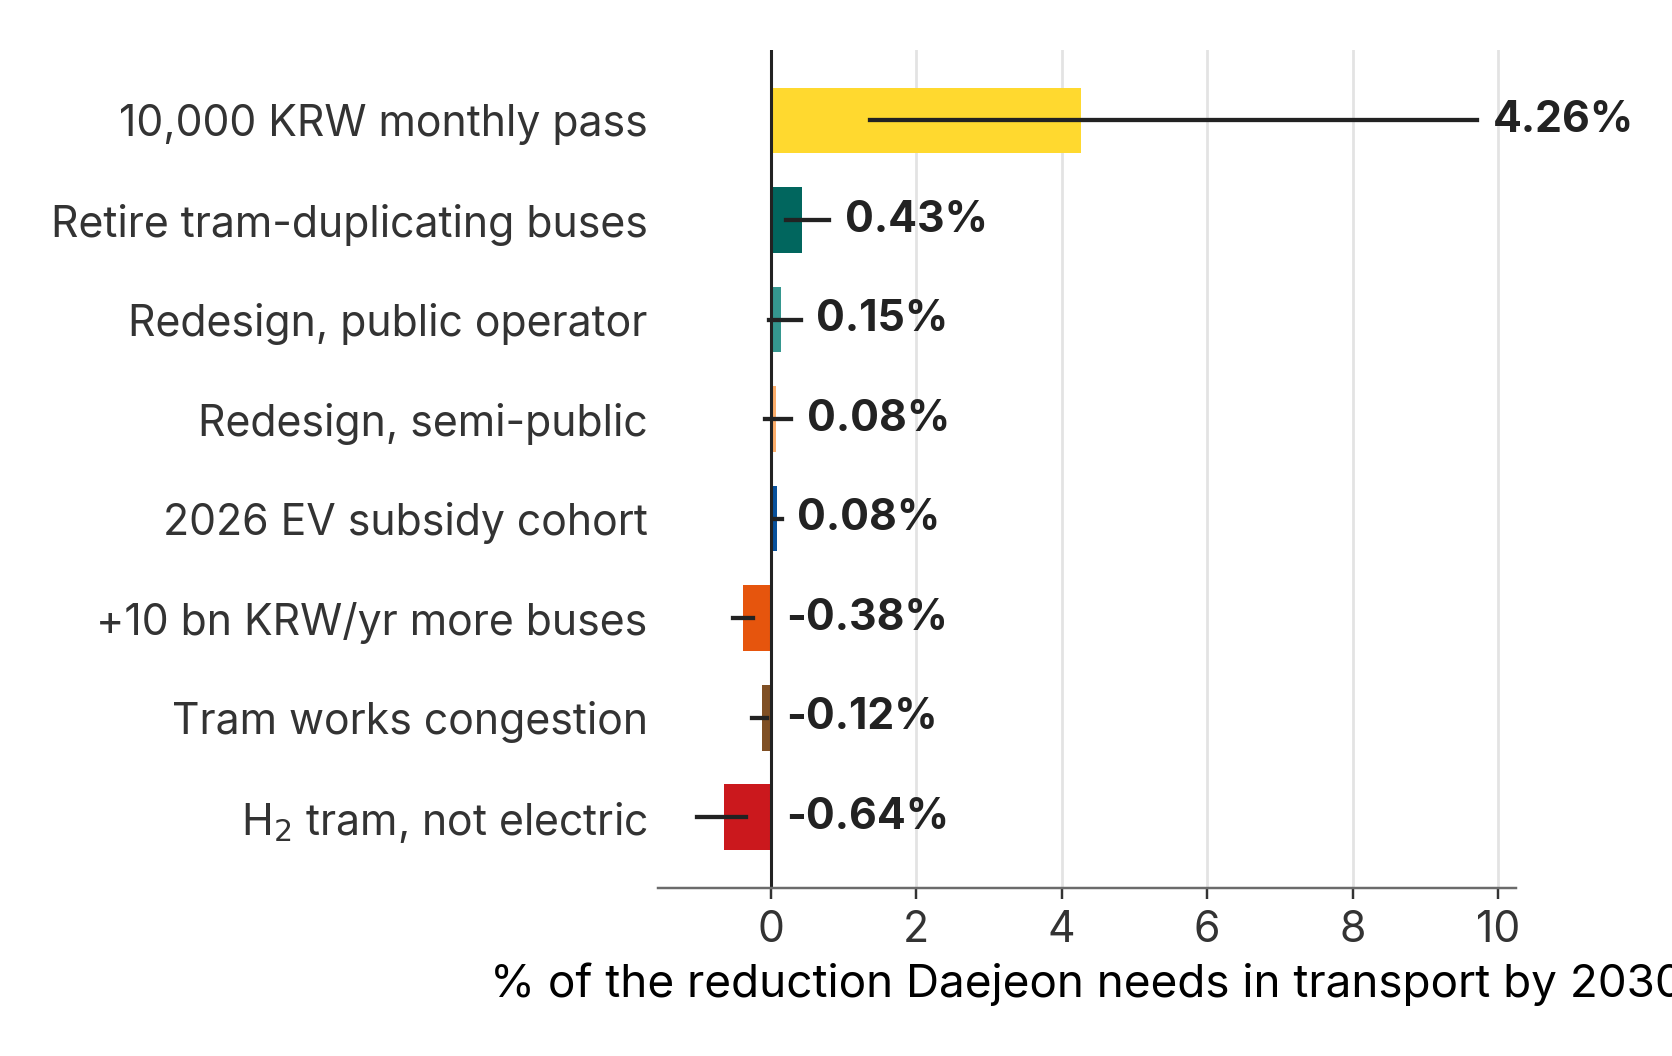 10,000 KRW monthly pass 4.26%
Retire tram-duplicating buses 0.43%
Redesign, public operator 0.15%
Redesign, semi-public 0.08%
2026 EV subsidy cohort 0.08%
+10 bn KRW/yr more buses -0.38%
Tram works congestion -0.12%
H₂ tram, not electric -0.64%
0 2 4 6 8 10
% of the reduction Daejeon needs in transport by 2030